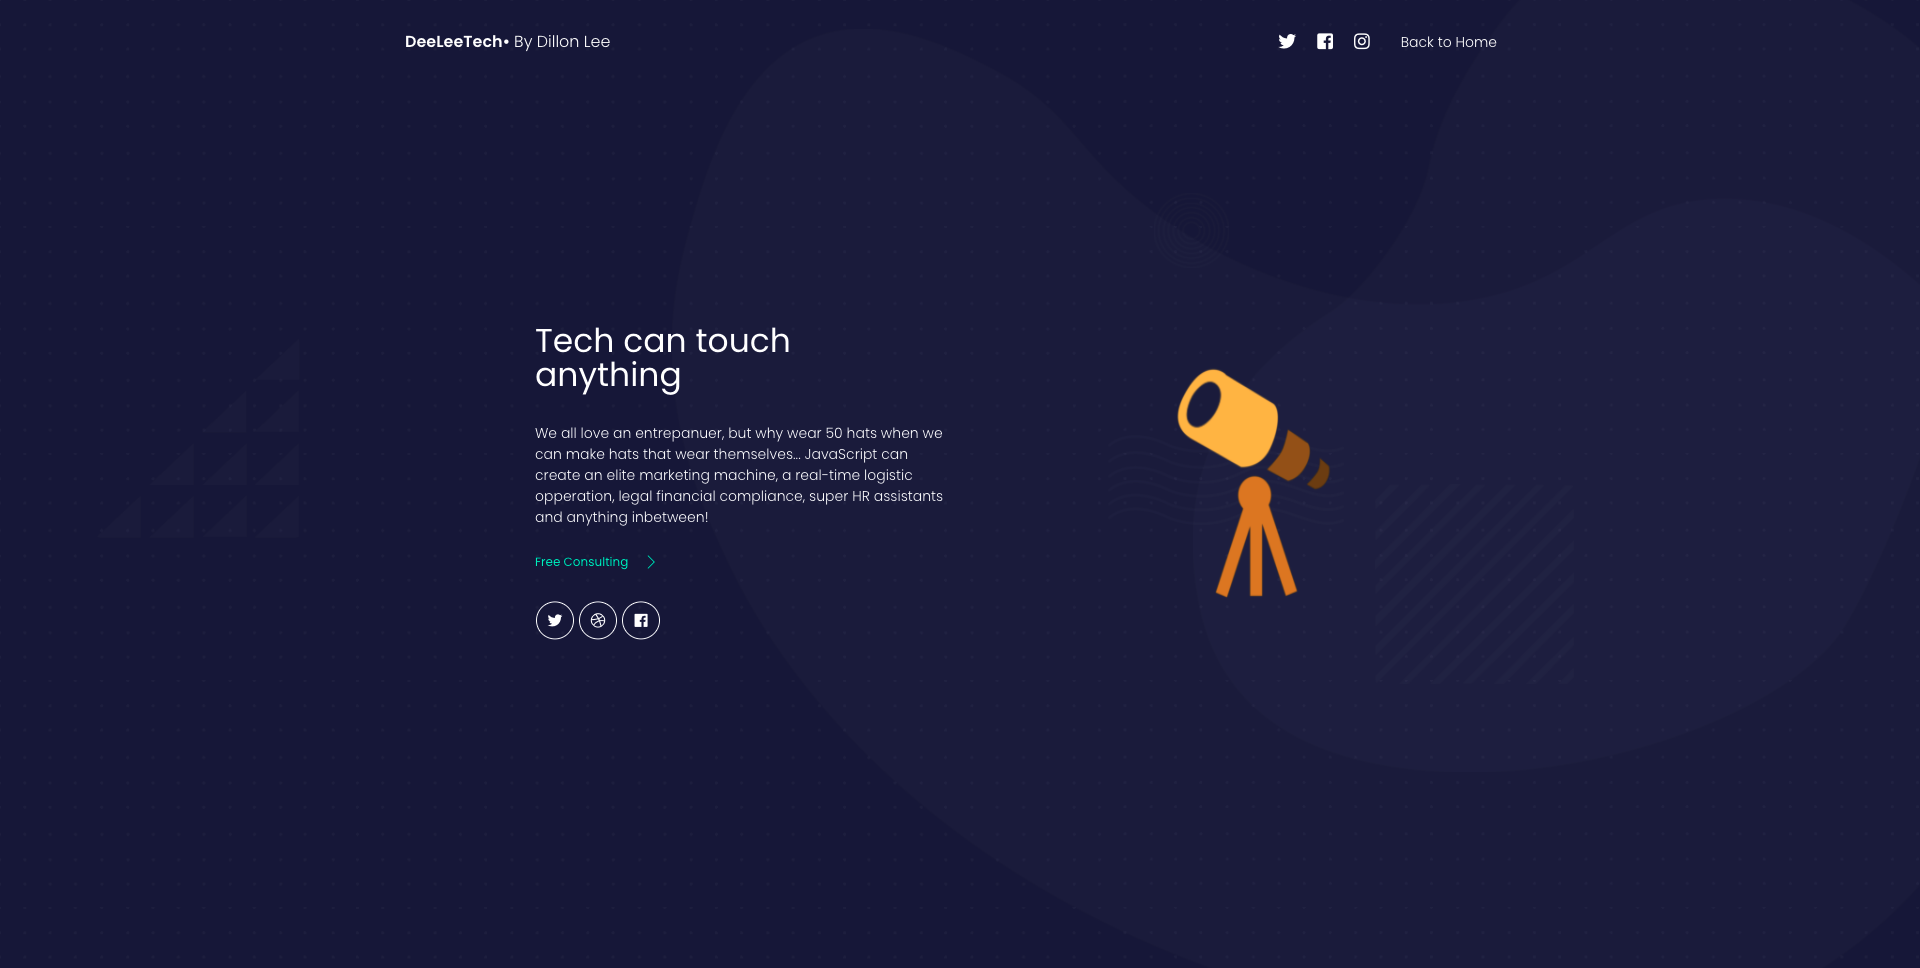 DeeLeeTech• By Dillon Lee
Back to Home
Tech can touch
anything
We all love an entrepanuer, but why wear 50 hats when we
can make hats that wear themselves... JavaScript can
create an elite marketing machine, a real-time logistic
opperation, legal financial compliance, super HR assistants
and anything inbetween!
Free Consulting